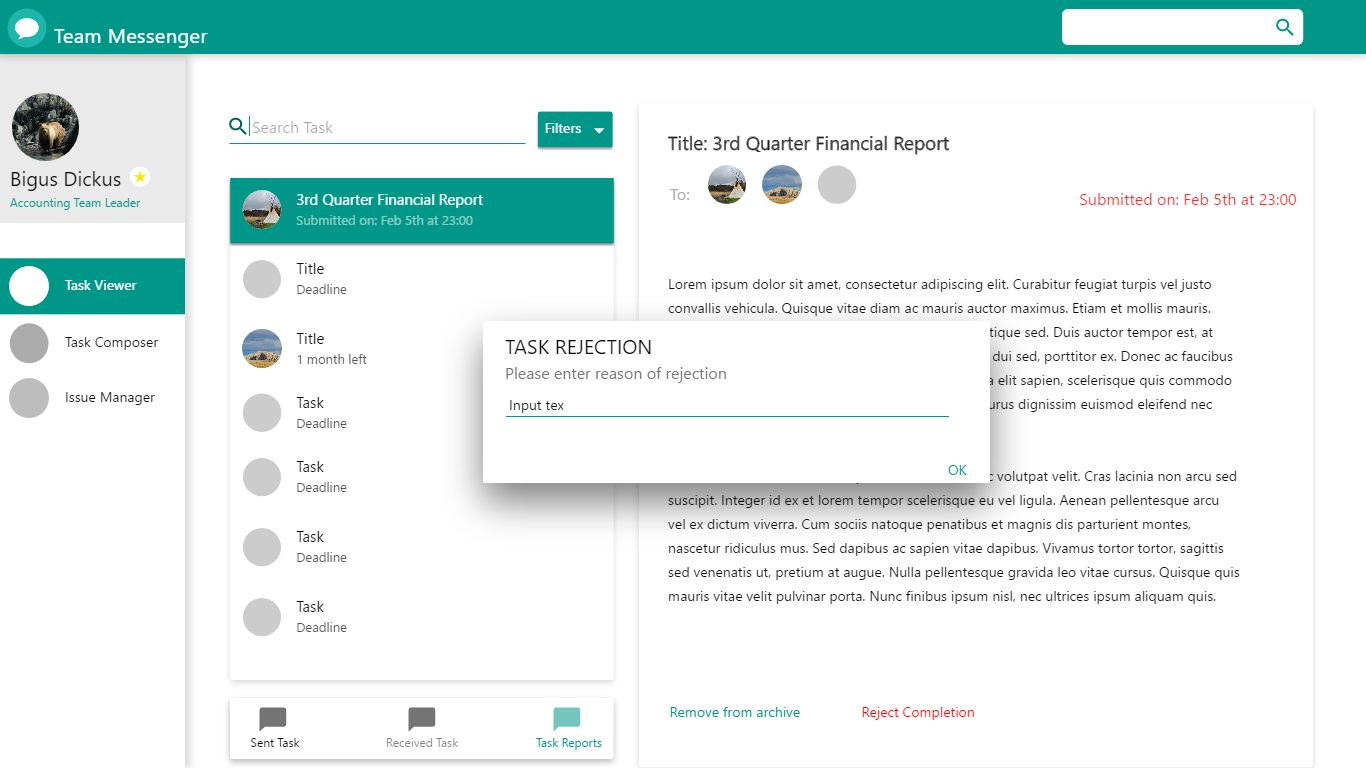 Team Messenger
Bigus Dickus
Accounting Team Leader
Task Viewer
Task Composer
Issue Manager
Search Task
Filters
3rd Quarter Financial Report
Submitted on: Feb 5th at 23:00
Title
Deadline
Title
1 month left
Task
Deadline
Task
Deadline
Task
Deadline
Task
Deadline
Sent Task
Received Task
Task Reports
Title: 3rd Quarter Financial Report
To:
Submitted on: Feb 5th at 23:00
Lorem ipsum dolor sit amet, consectetur adipiscing elit. Curabitur feugiat turpis vel justo
convallis vehicula. Quisque vitae diam ac mauris auctor maximus. Etiam et mollis mauris.
sed. Duis auctor tempor est, at
dui sed, porttitor ex. Donec ac faucibus
elit sapien, scelerisque quis commodo
dignissim euismod eleifend nec
volutpat velit. Cras lacinia non arcu sed
suscipit. Integer id ex et lorem tempor scelerisque eu vel ligula. Aenean pellentesque arcu
vel ex dictum viverra. Cum sociis natoque penatibus et magnis dis parturient montes,
nascetur ridiculus mus. Sed dapibus ac sapien vitae dapibus. Vivamus tortor tortor, sagittis
sed venenatis ut, pretium at augue. Nulla pellentesque gravida leo vitae cursus. Quisque quis
mauris vitae velit pulvinar porta. Nunc finibus ipsum nisl, nec ultrices ipsum aliquam quis.
TASK REJECTION
Please enter reason of rejection
Input tex
OK
Remove from archive
Reject Completion